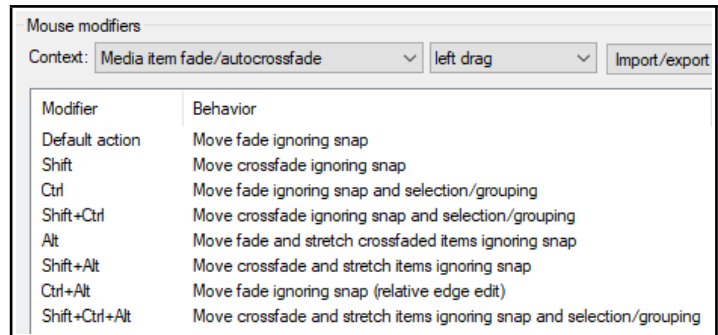 Mouse modifiers
Context: Media item fade/autocrossfade left drag Import/export
Modifier Behavior
Default action Move fade ignoring snap
Shift Move crossfade ignoring snap
Ctrl Move fade ignoring snap and selection/grouping
Shift+Ctrl Move crossfade ignoring snap and selection/grouping
Alt Move fade and stretch crossfaded items ignoring snap
Shift+Alt Move crossfade and stretch items ignoring snap
Ctrl+Alt Move fade ignoring snap (relative edge edit)
Shift+Ctrl+Alt Move crossfade and stretch items ignoring snap and selection/grouping